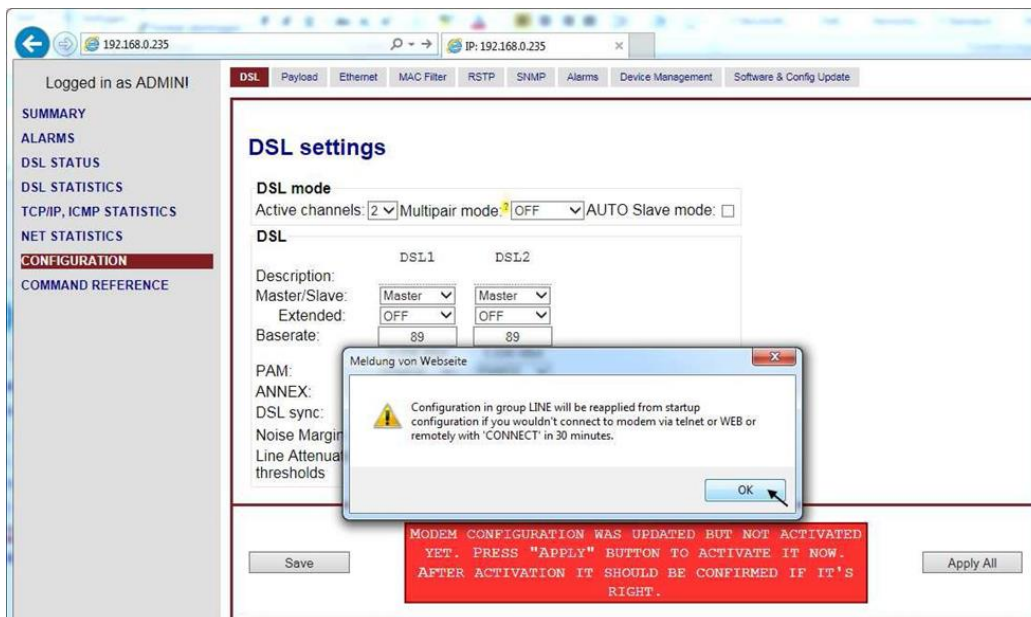 192.168.0.235
IP: 192.168.0.235
Logged in as ADMIN!
SUMMARY
ALARMS
DSL STATUS
DSL STATISTICS
TCP/IP, ICMP STATISTICS
NET STATISTICS
CONFIGURATION
COMMAND REFERENCE
DSL Payload Ethernet MAC Filter RSTP SNMP Alarms Device Management Software & Config Update
DSL settings
DSL mode
Active channels: 2 Multipair mode:? OFF AUTO Slave mode:
DSL
DSL1 DSL2
Description:
Master/Slave: Master Master
Extended: OFF OFF
Baserate: 89 89
PAM:
ANNEX:
DSL sync:
Noise Margin
Line Attenuat
thresholds
Meldung von Webseite
Configuration in group LINE will be reapplied from startup
configuration if you wouldn't connect to modem via telnet or WEB or
remotely with 'CONNECT' in 30 minutes.
OK
Save
MODEM CONFIGURATION WAS UPDATED BUT NOT ACTIVATED
YET. PRESS "APPLY" BUTTON TO ACTIVATE IT NOW.
AFTER ACTIVATION IT SHOULD BE CONFIRMED IF IT'S
RIGHT.
Apply All